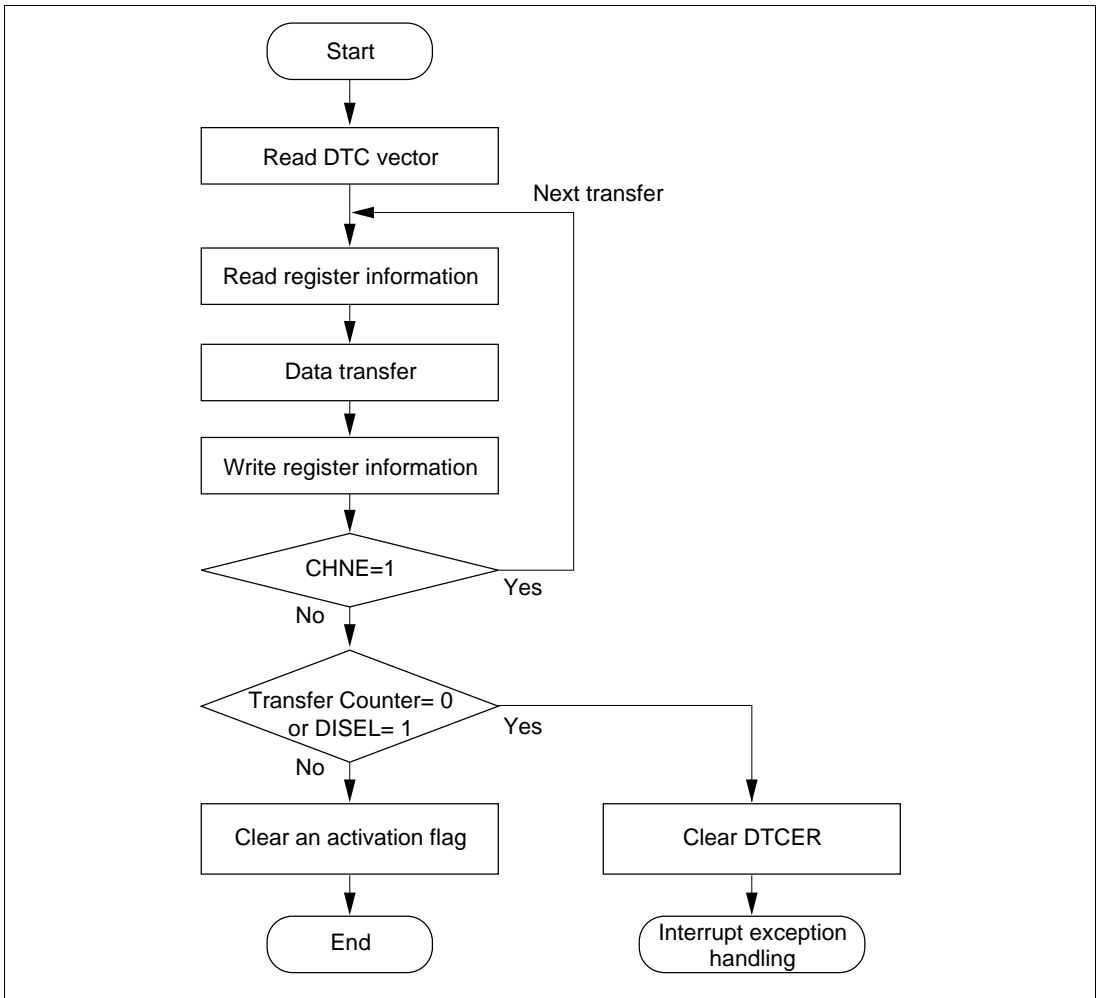 Start
Read DTC vector
Next transfer
Read register information
Data transfer
Write register information
CHNE=1
Yes
No
Transfer Counter= 0
or DISEL= 1
Yes
No
Clear an activation flag
Clear DTCER
End
Interrupt exception
handling